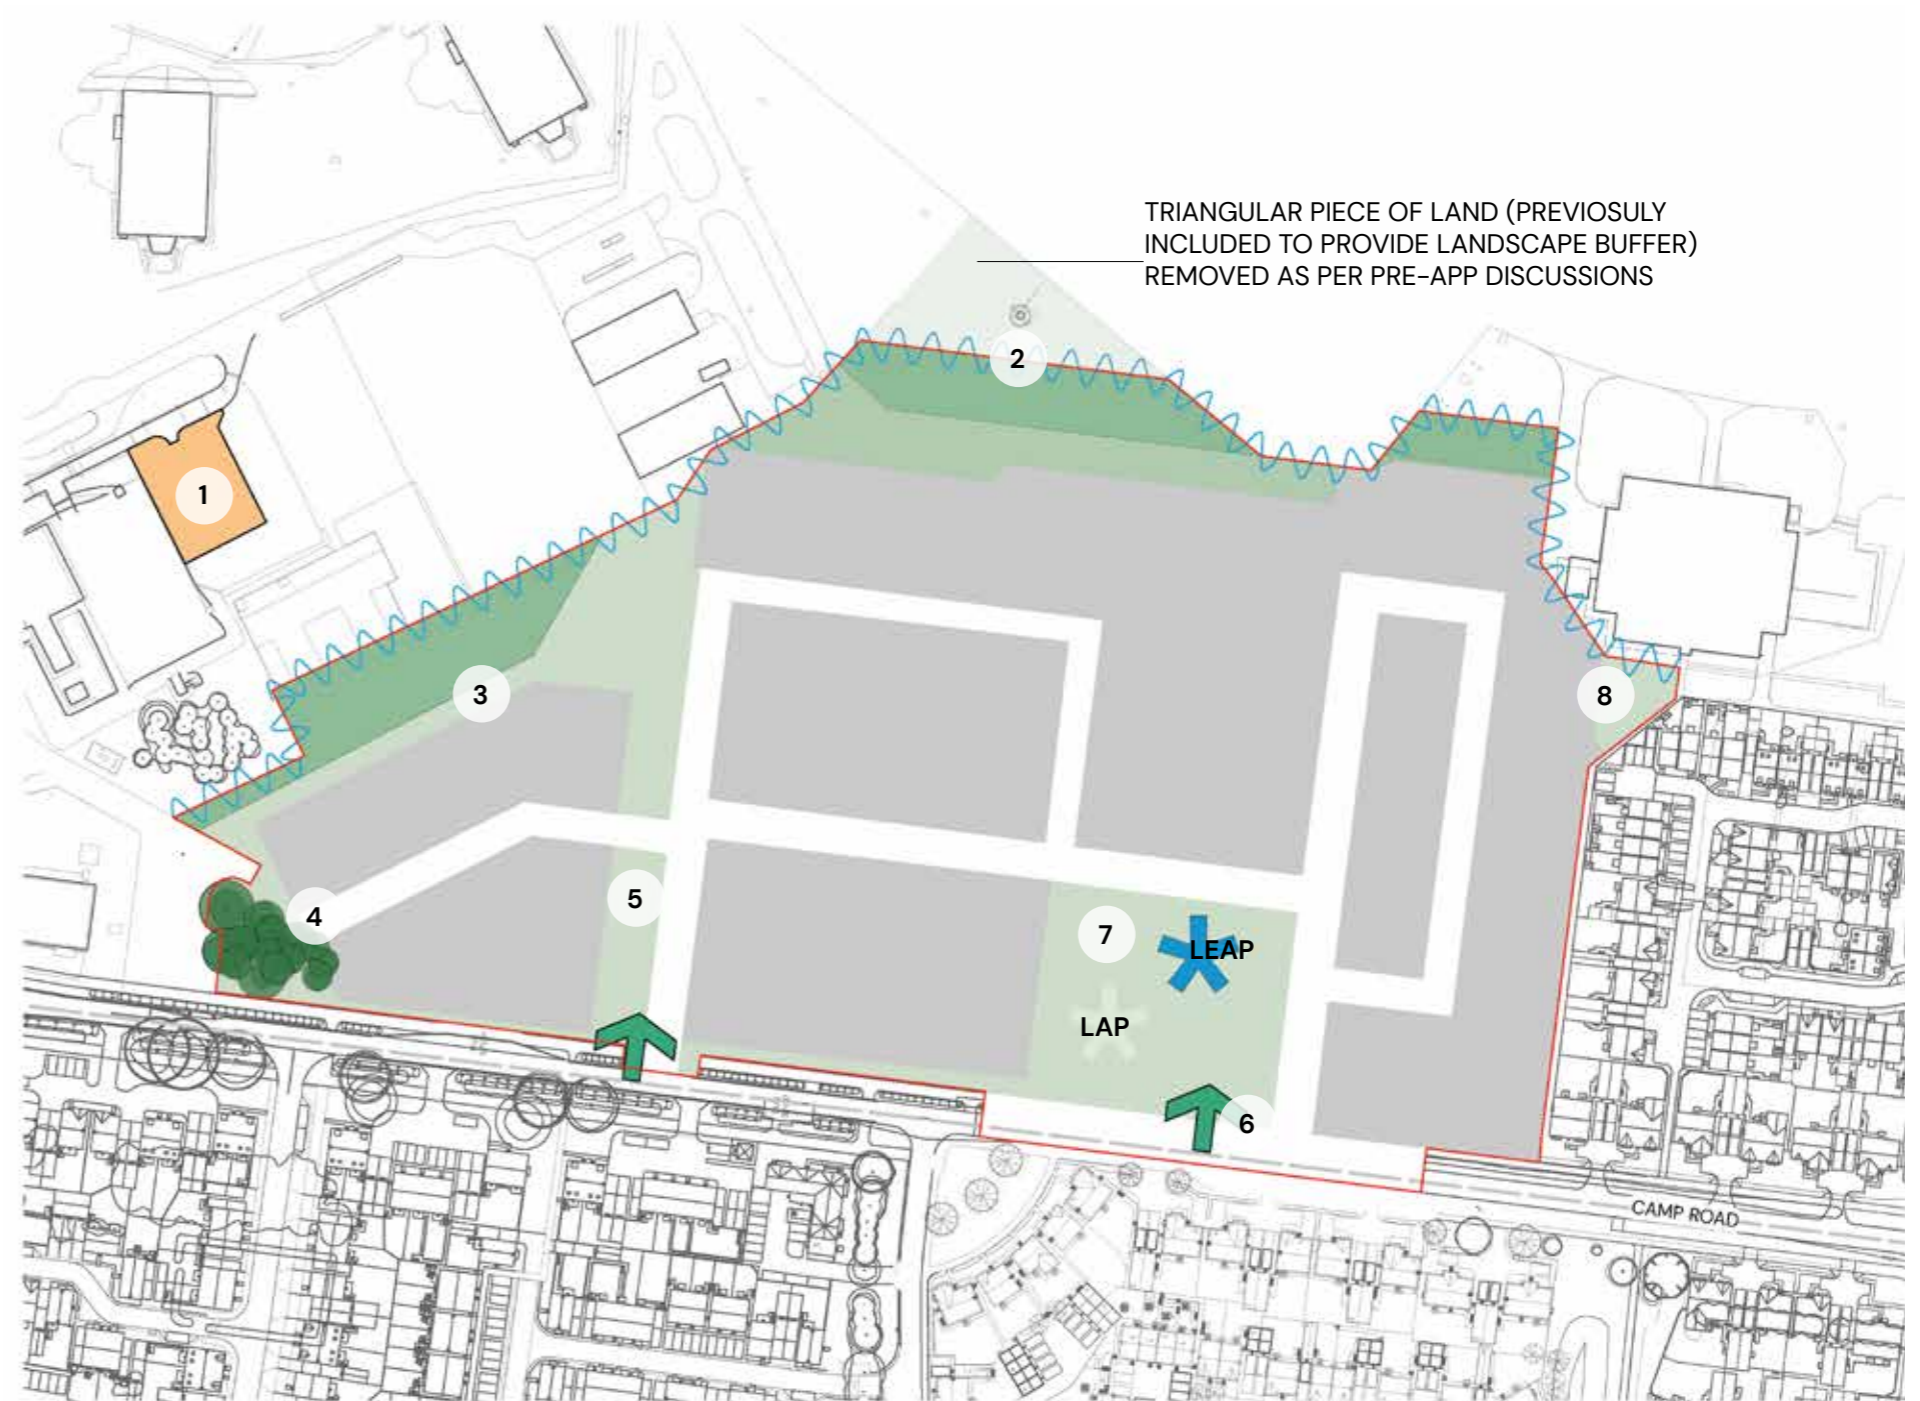 TRIANGULAR PIECE OF LAND (PREVIOSULY
INCLUDED TO PROVIDE LANDSCAPE BUFFER)
REMOVED AS PER PRE-APP DISCUSSIONS
2
1
3
8
5
4
7
LEAP
LAP
6
CAMP ROAD